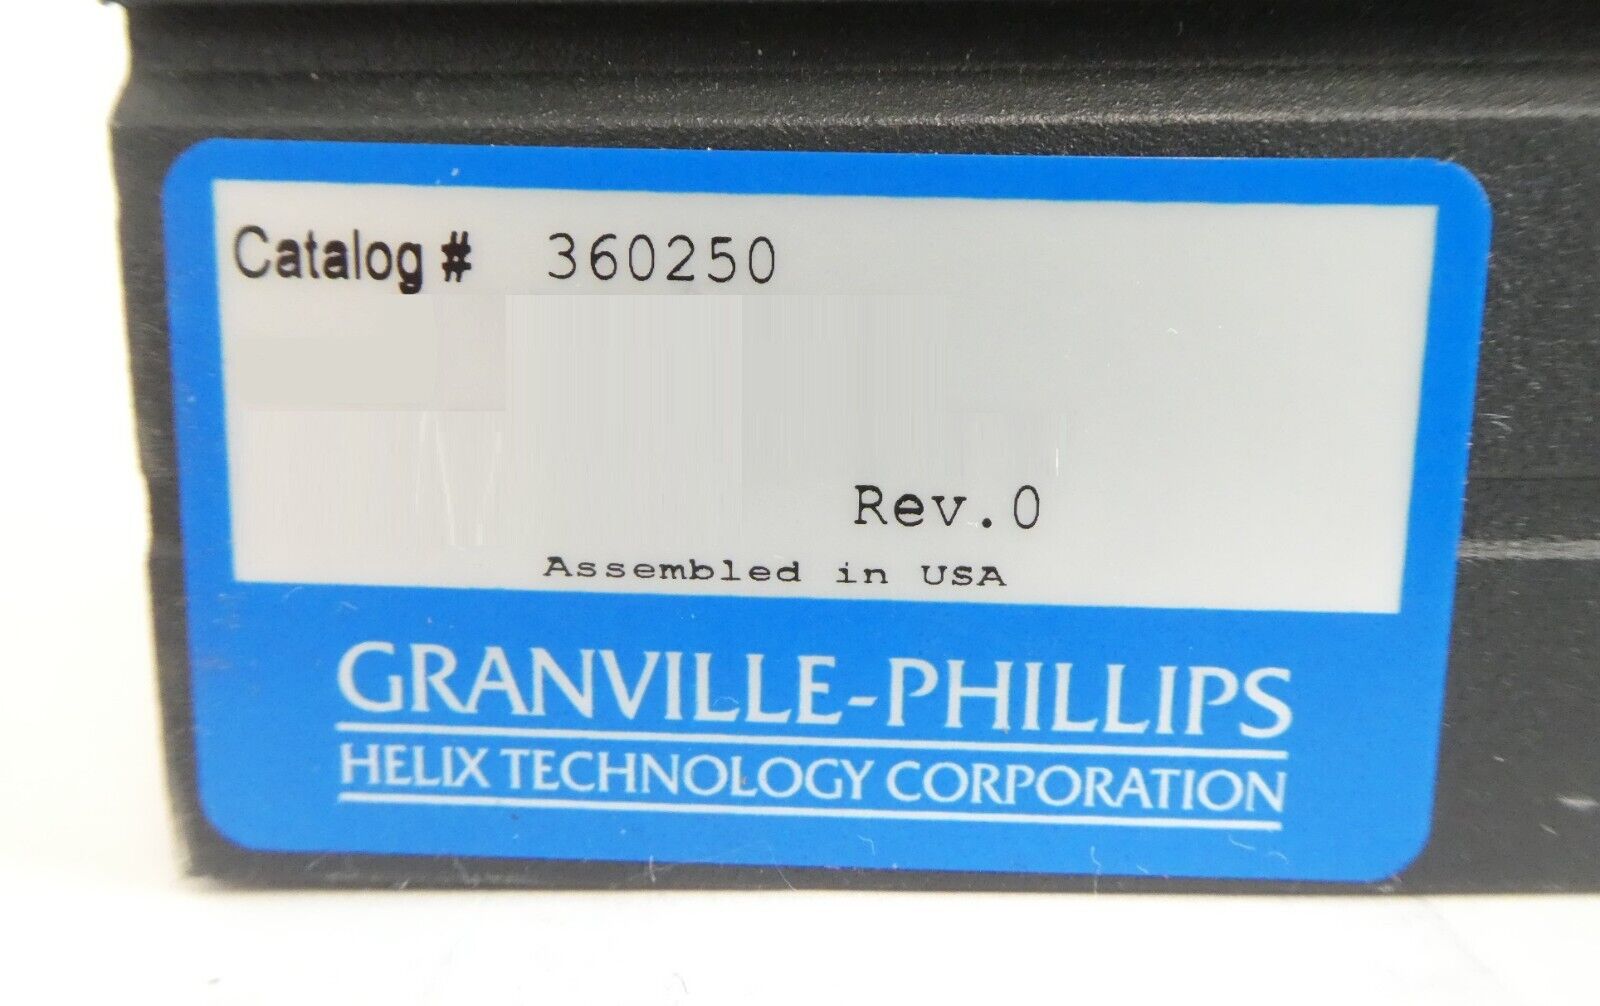 Catalog # 360250
Rev.0
Assembled in USA
GRANVILLE-PHILLIPS
HELIX TECHNOLOGY CORPORATION